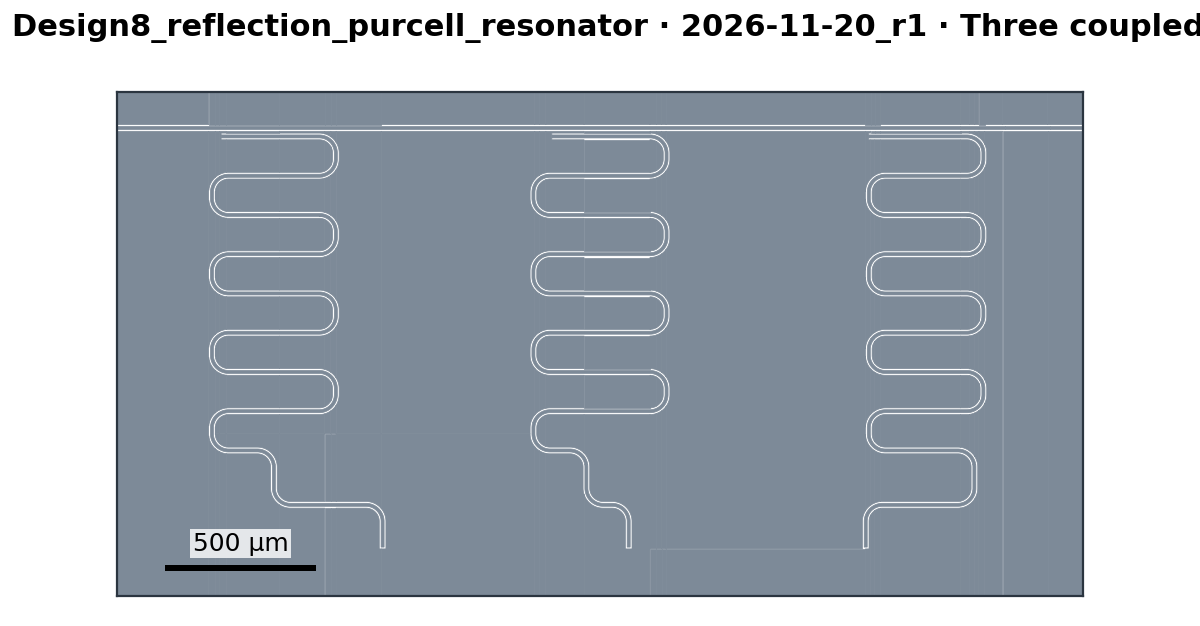 Design8_reflection_purcell_resonator · 2026-11-20_r1 · Three coupled
500 µm